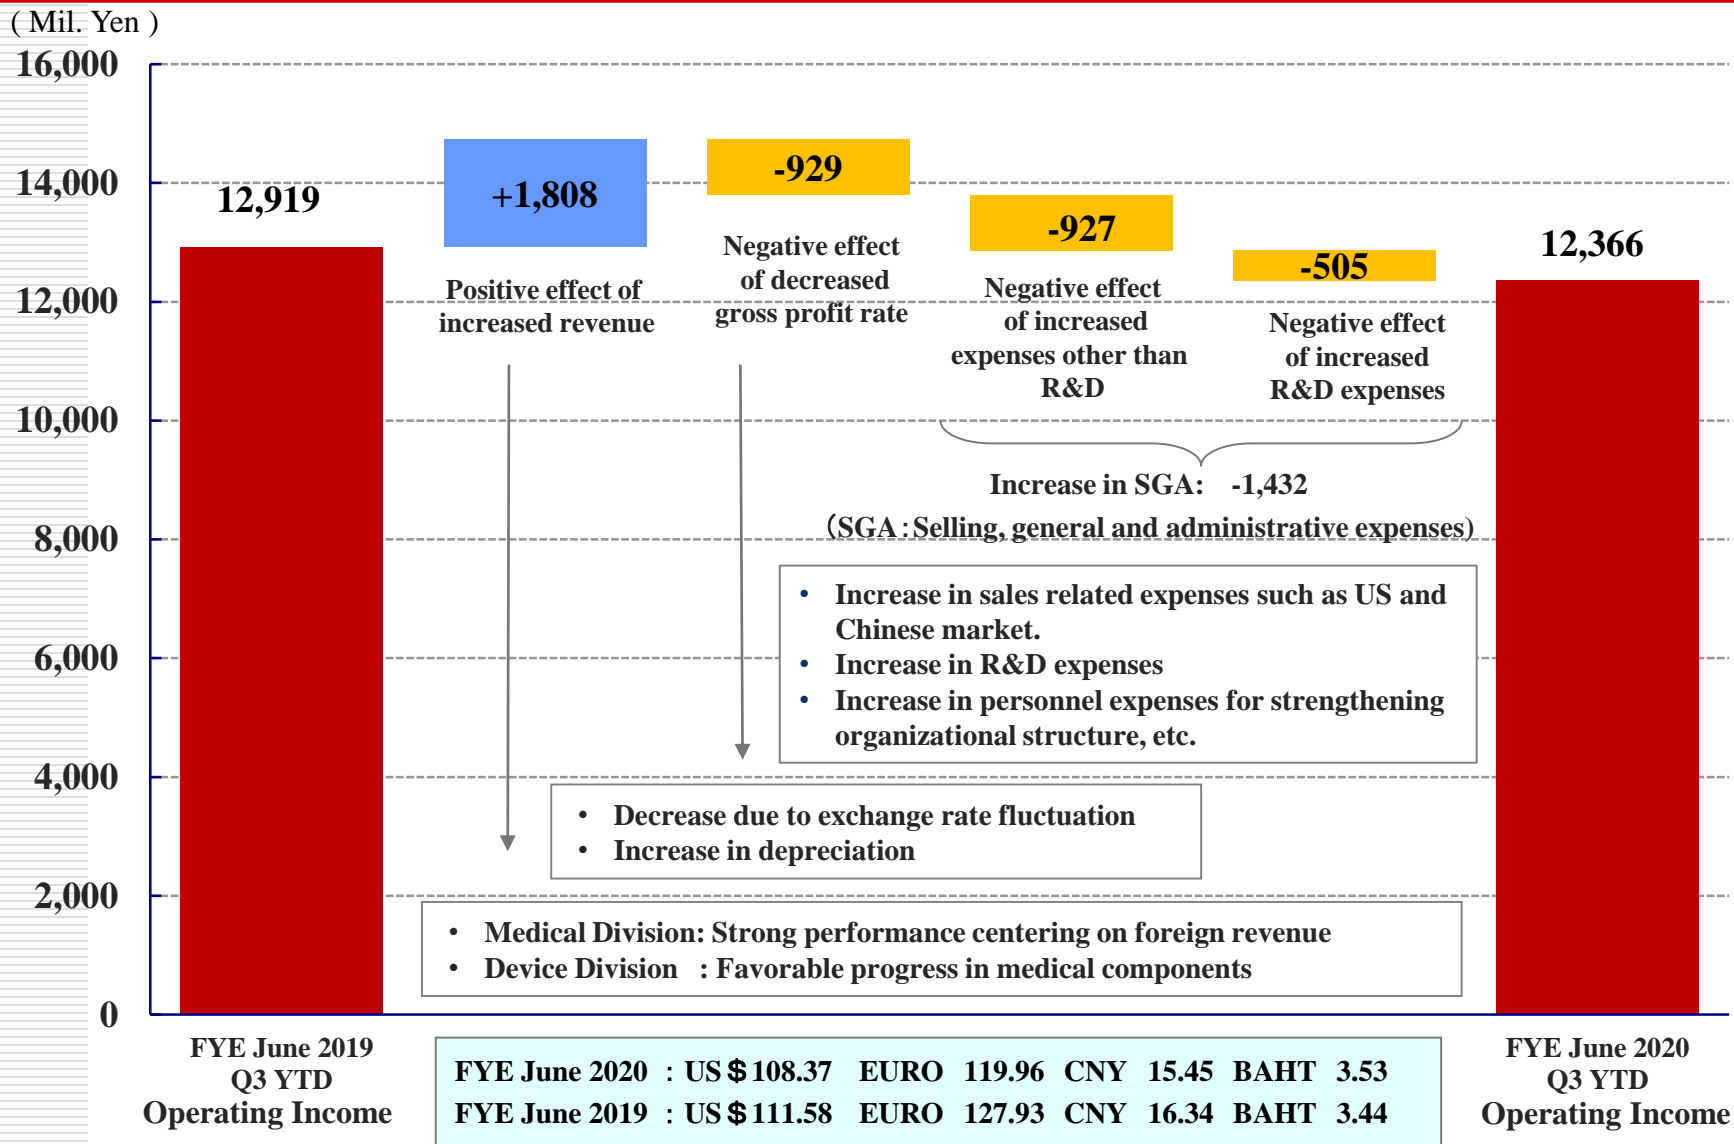 ( Mil. Yen )
16,000
14,000
12,000
10,000
8,000
6,000
4,000
2,000
0
12,919
+1,808
-929
-927
-505
12,366
Positive effect of
increased revenue
Negative effect
of decreased
gross profit rate
Negative effect
of increased
expenses other than
R&D
Negative effect
of increased
R&D expenses
Increase in SGA: -1,432
(SGA:Selling, general and administrative expenses)
• Increase in sales related expenses such as US and
Chinese market.
• Increase in R&D expenses
• Increase in personnel expenses for strengthening
organizational structure, etc.
• Decrease due to exchange rate fluctuation
• Increase in depreciation
• Medical Division: Strong performance centering on foreign revenue
• Device Division : Favorable progress in medical components
FYE June 2019
Q3 YTD
Operating Income
FYE June 2020 : US$108.37 EURO 119.96 CNY 15.45 BAHT 3.53
FYE June 2019 : US$111.58 EURO 127.93 CNY 16.34 BAHT 3.44
FYE June 2020
Q3 YTD
Operating Income